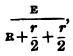 E
R + r/2 + r/2,